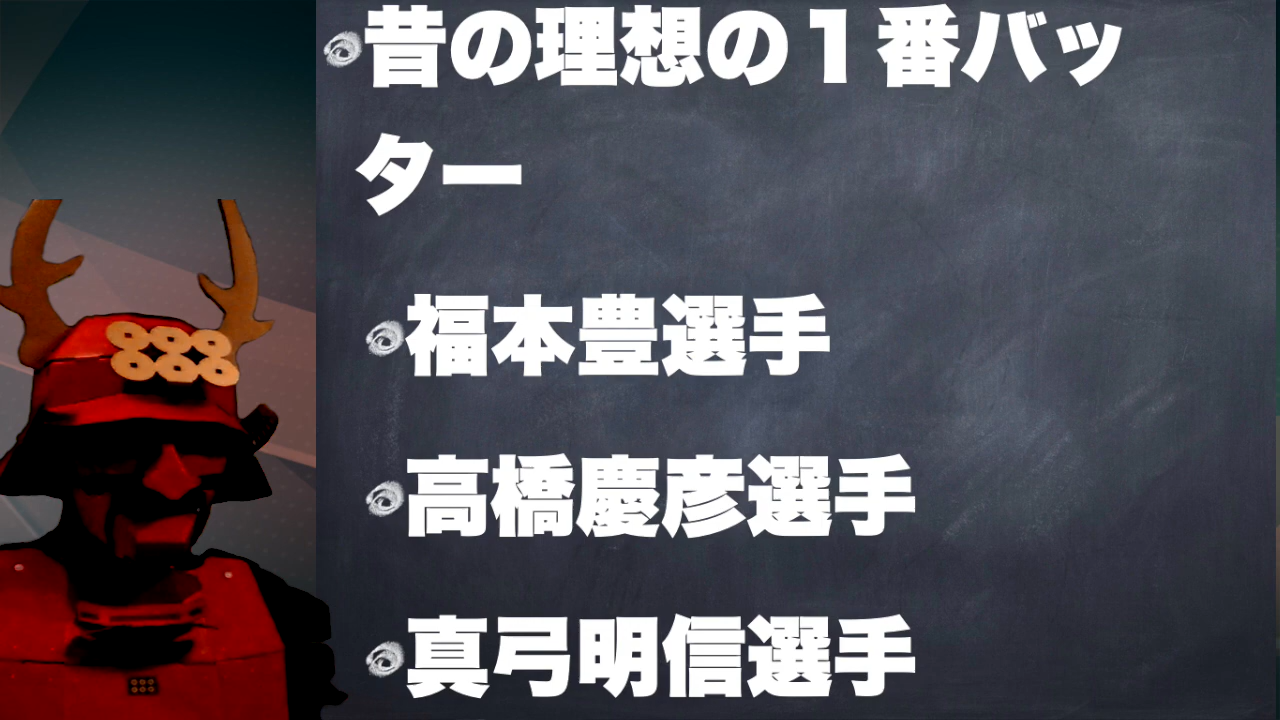 昔の理想の１番バッ
ター
福本豊選手
高橋慶彦選手
真弓明信選手